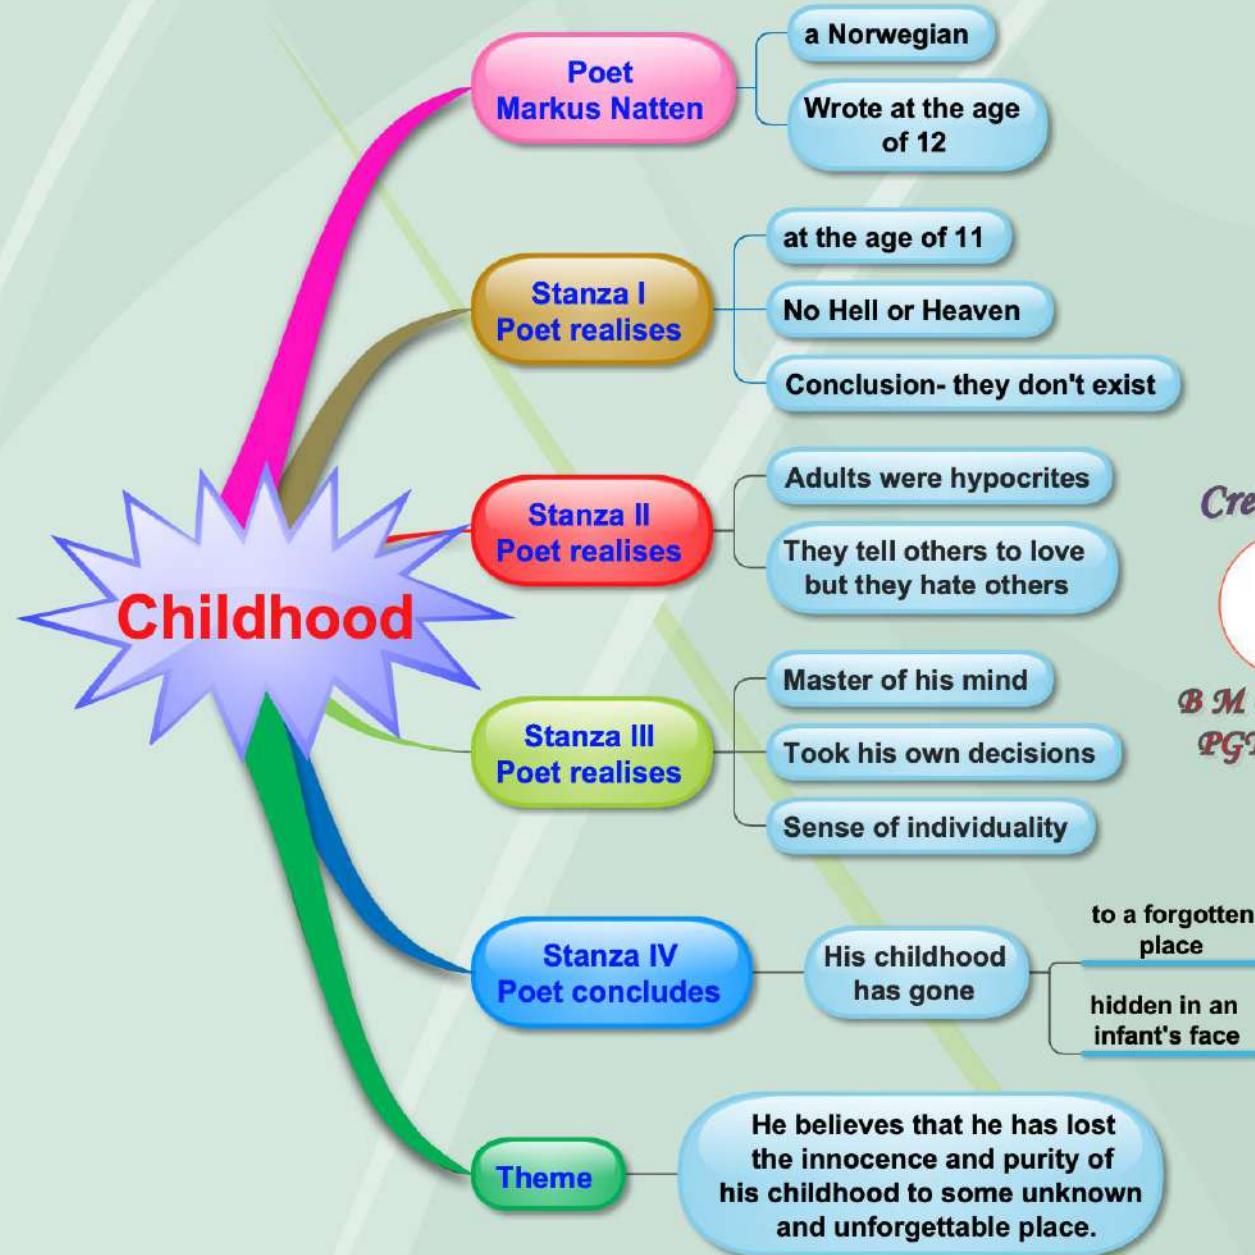 Childhood
Poet
Markus Natten
a Norwegian
Wrote at the age
of 12
Stanza I
Poet realises
at the age of 11
No Hell or Heaven
Conclusion- they don't exist
Stanza II
Poet realises
Adults were hypocrites
They tell others to love
but they hate others
Stanza III
Poet realises
Master of his mind
Took his own decisions
Sense of individuality
Stanza IV
Poet concludes
His childhood
has gone
to a forgotten
place
hidden in an
infant's face
Theme
He believes that he has lost
the innocence and purity of
his childhood to some unknown
and unforgettable place.
B M